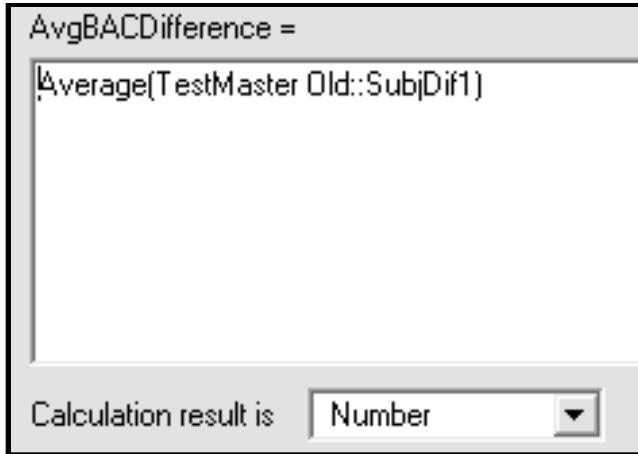 AvgBACDifference =
Average(TestMaster Old::SubjDif1)
Calculation result is Number